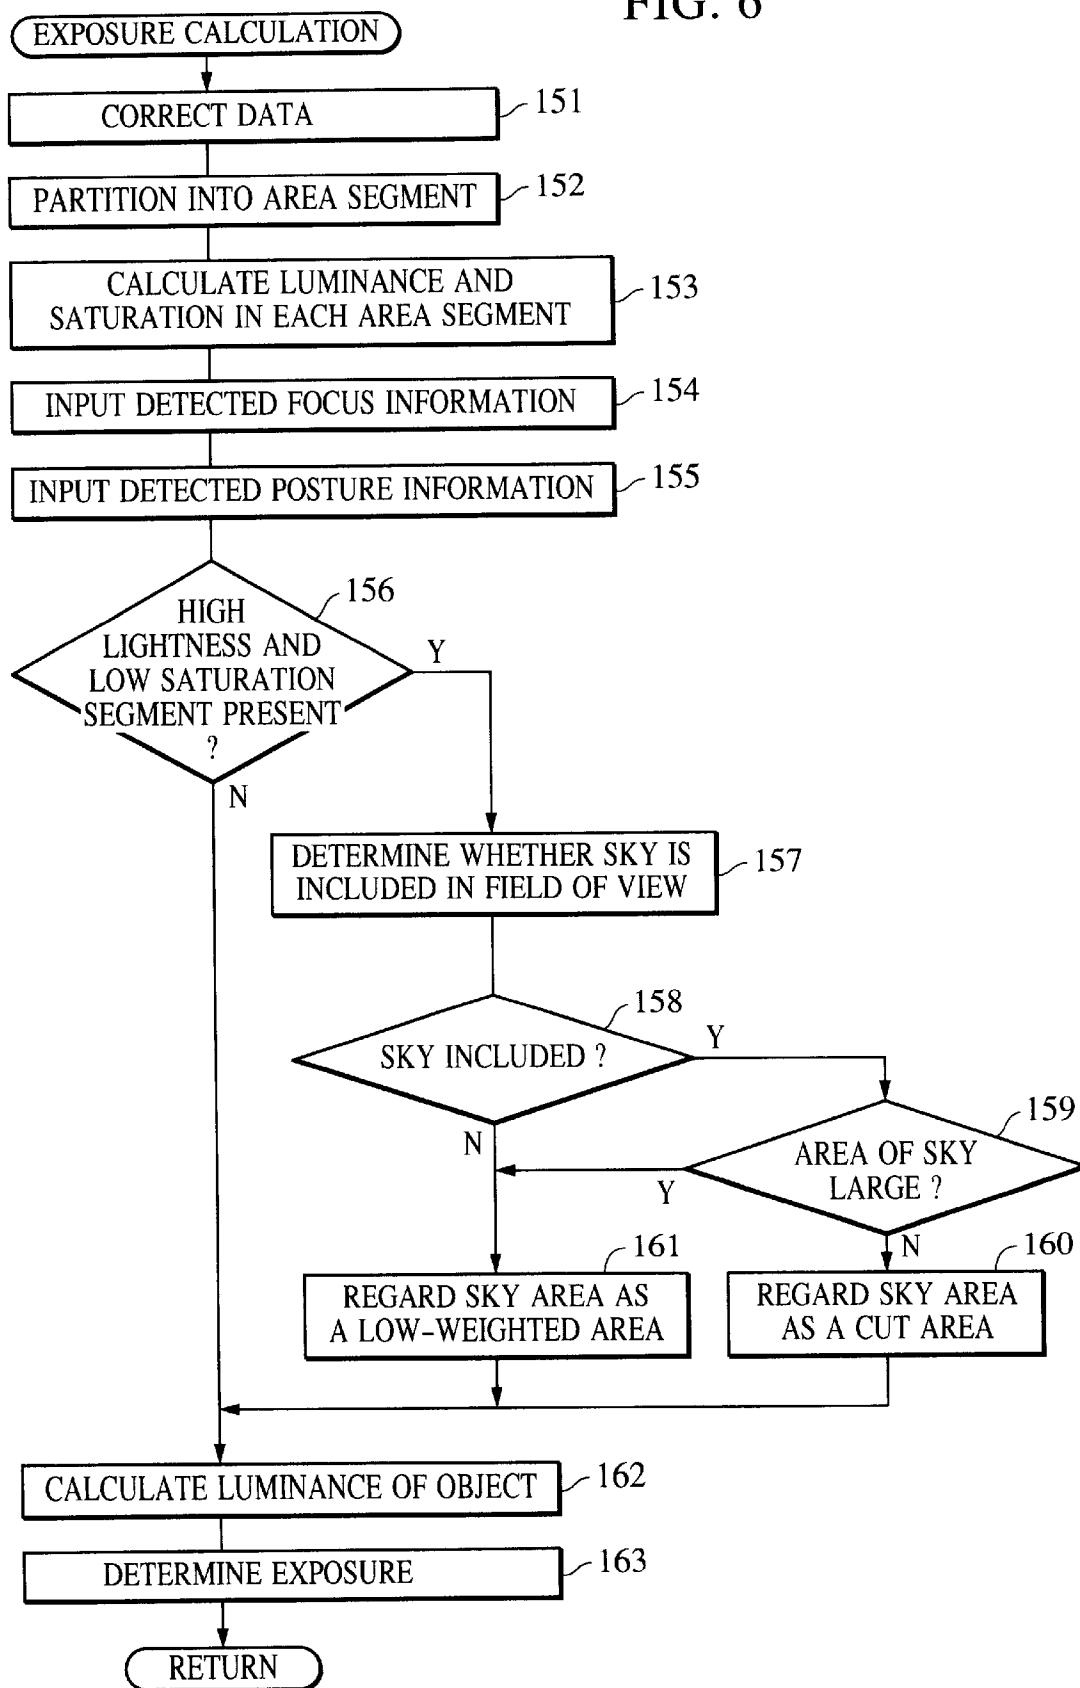 FIG. 6
EXPOSURE CALCULATION
CORRECT DATA
151
PARTITION INTO AREA SEGMENT
152
CALCULATE LUMINANCE AND
SATURATION IN EACH AREA SEGMENT
153
INPUT DETECTED FOCUS INFORMATION
154
INPUT DETECTED POSTURE INFORMATION
155
156
HIGH
LIGHTNESS AND
LOW SATURATION
SEGMENT PRESENT
?
Y
N
DETERMINE WHETHER SKY IS
INCLUDED IN FIELD OF VIEW
157
158
SKY INCLUDED ?
Y
N
159
AREA OF SKY
LARGE ?
Y
N
161
REGARD SKY AREA AS
A LOW-WEIGHTED AREA
160
REGARD SKY AREA
AS A CUT AREA
CALCULATE LUMINANCE OF OBJECT
162
DETERMINE EXPOSURE
163
RETURN